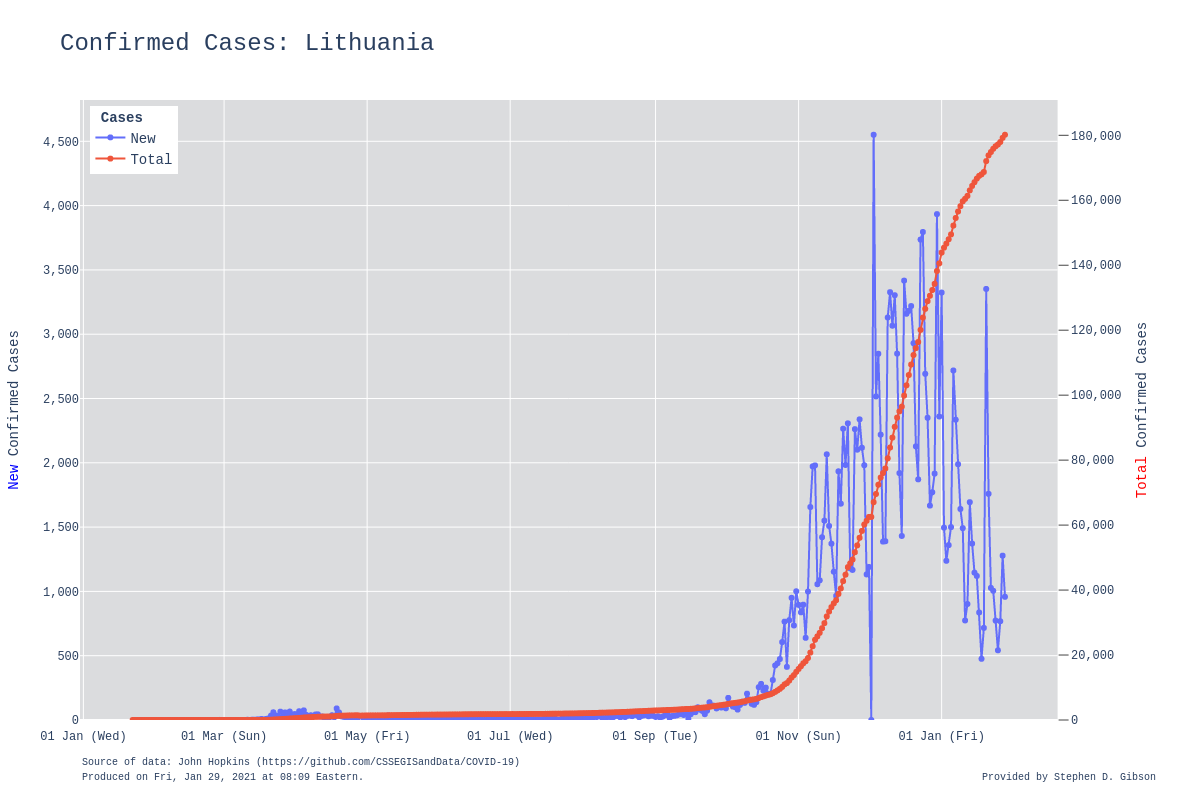 Confirmed Cases: Lithuania
Cases
New
Total
4,500
4,000
3,500
3,000
2,500
2,000
1,500
1,000
500
0
New Confirmed Cases
180,000
160,000
140,000
120,000
100,000
80,000
60,000
40,000
20,000
0
Total Confirmed Cases
01 Jan (Wed) 01 Mar (Sun) 01 May (Fri) 01 Jul (Wed) 01 Sep (Tue) 01 Nov (Sun) 01 Jan (Fri)
Source of data: John Hopkins (https://github.com/CSSEGISandData/COVID-19)
Produced on Fri, Jan 29, 2021 at 08:09 Eastern.
Provided by Stephen D. Gibson